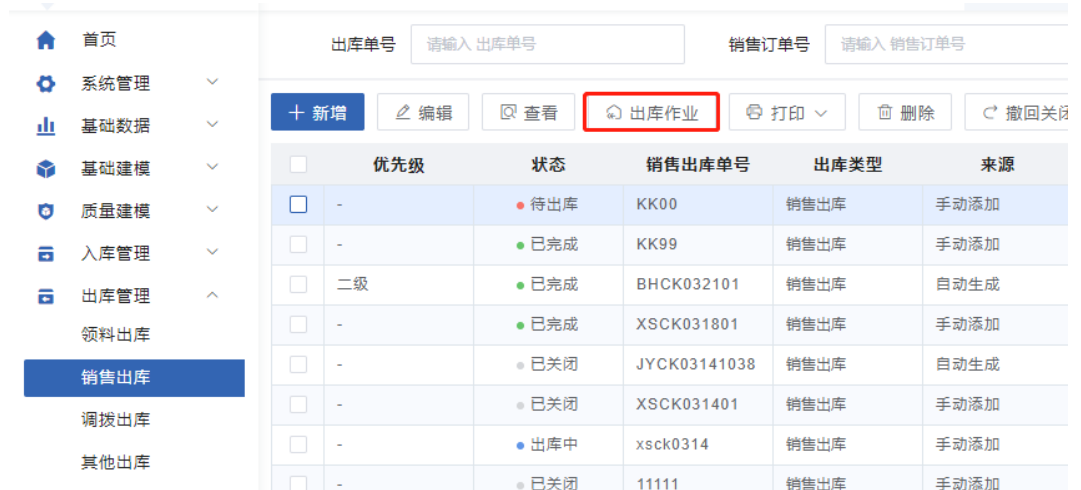 首页
系统管理
基础数据
基础建模
质量建模
入库管理
出库管理
领料出库
销售出库
调拨出库
其他出库
出库单号 请输入 出库单号 销售订单号 请输入 销售订单号
新增 编辑 查看 出库作业 打印 删除 撤回关闭
优先级 状态 销售出库单号 出库类型 来源
- 待出库 KK00 销售出库 手动添加
- 已完成 KK99 销售出库 手动添加
二级 已完成 BHCK032101 销售出库 自动生成
- 已完成 XSCK031801 销售出库 手动添加
- 已关闭 JYCK03141038 销售出库 自动生成
- 已关闭 XSCK031401 销售出库 手动添加
- 出库中 xsck0314 销售出库 手动添加
- 已关闭 11111 销售出库 手动添加